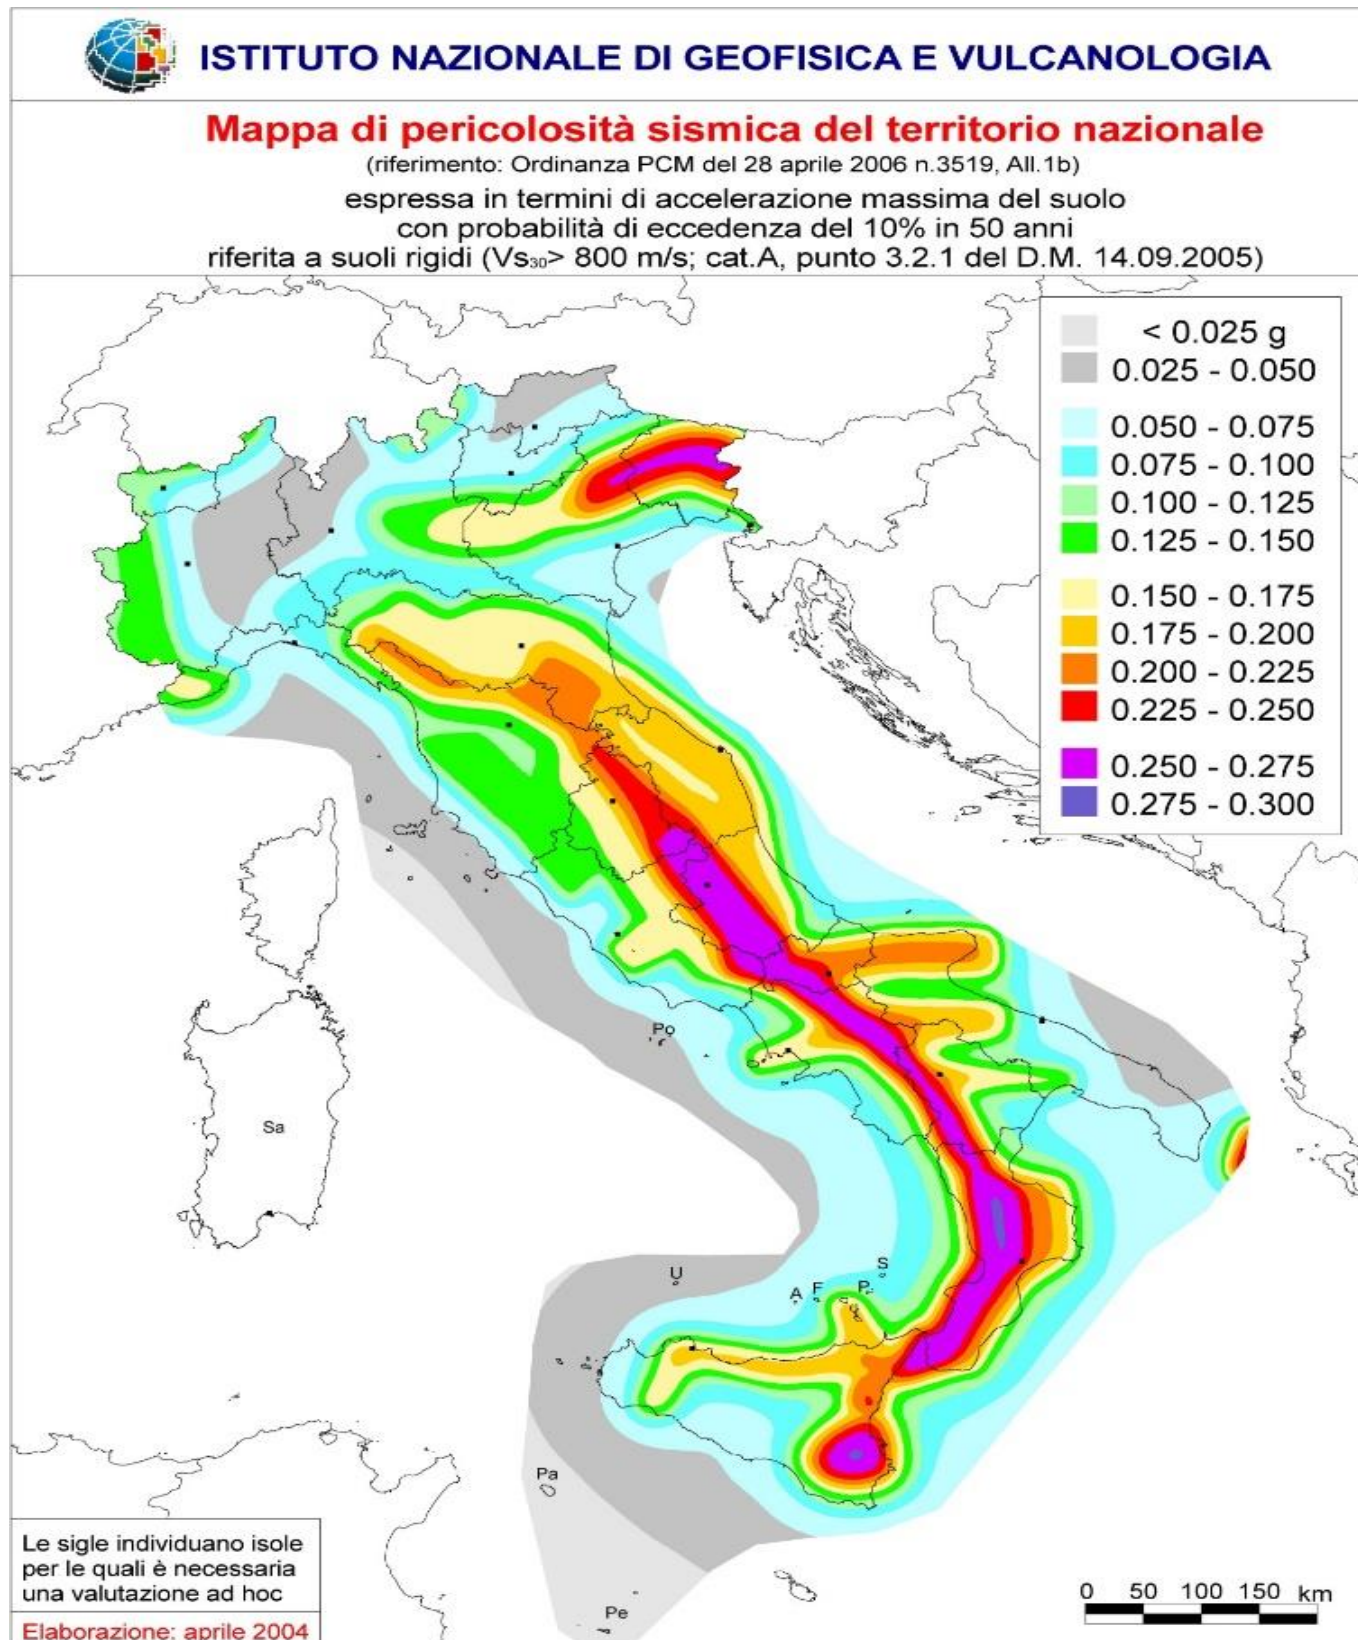 ISTITUTO NAZIONALE DI GEOFISICA E VULCANOLOGIA
Mappa di pericolosità sismica del territorio nazionale
(riferimento: Ordinanza PCM del 28 aprile 2006 n.3519, All.1b)
espressa in termini di accelerazione massima del suolo
con probabilità di eccedenza del 10% in 50 anni
riferita a suoli rigidi (Vs30> 800 m/s; cat.A, punto 3.2.1 del D.M. 14.09.2005)
< 0.025 g
0.025 - 0.050
0.050 - 0.075
0.075 - 0.100
0.100 - 0.125
0.125 - 0.150
0.150 - 0.175
0.175 - 0.200
0.200 - 0.225
0.225 - 0.250
0.250 - 0.275
0.275 - 0.300
Po
Sa
U
A
F
P
S
Pa
Pe
Le sigle individuano isole
per le quali è necessaria
una valutazione ad hoc
Elaborazione: aprile 2004
0 50 100 150 km